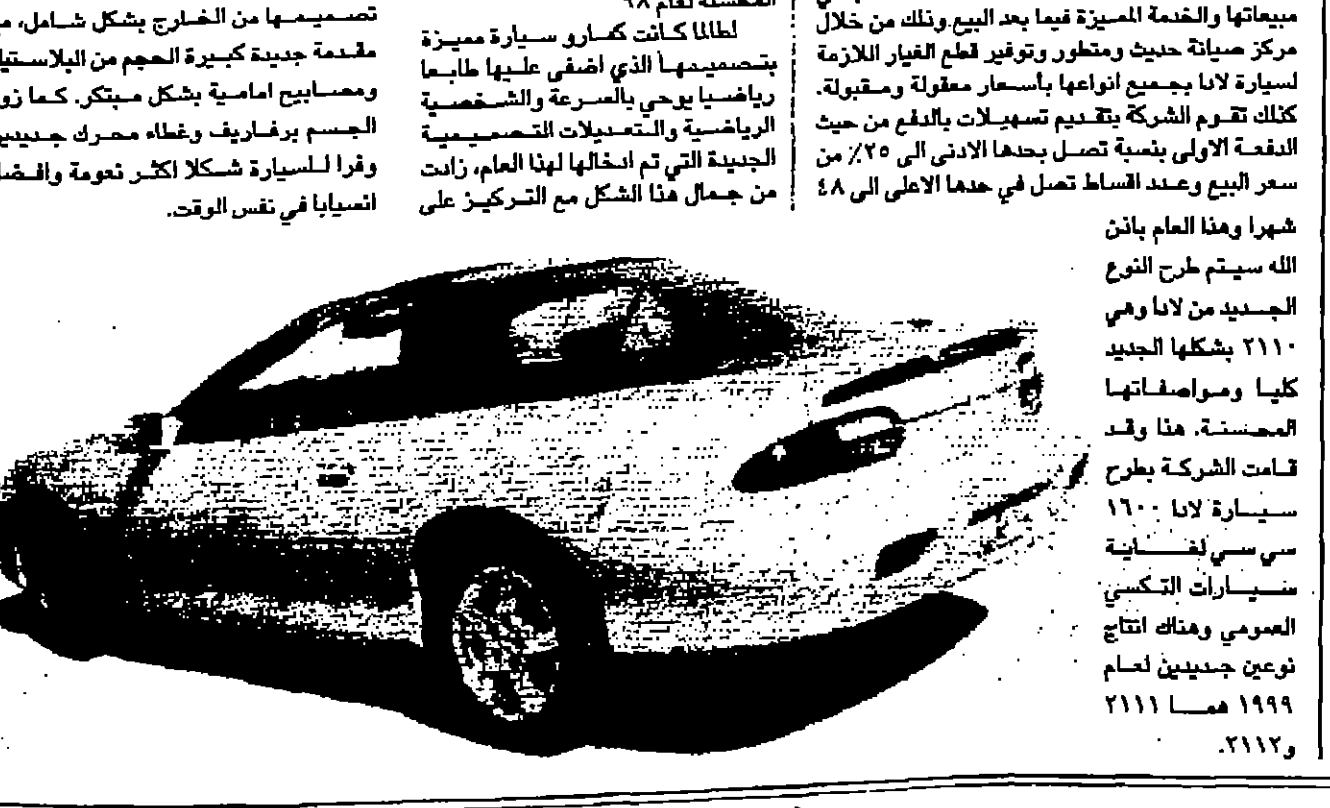 مبيعاتها والخدمة المميزة فيما بعد البيع.وذلك من خلال
مركز صيانة حديث ومتطور وتوفير قطع الغيار اللازمة
لسيارة لادا بجميع انواعها بأسعار معقولة ومقبولة.
كذلك تقوم الشركة بتقديم تسهيلات بالدفع من حيث
الدفعة الاولى بنسبة تصل بحدها الادنى الى ٢٥٪ من
سعر البيع وعدد اقساط تصل في حدها الاعلى الى ٤٨
شهرا وهذا العام باذن
الله سيتم طرح النوع
الجديد من لادا وهي
٢١١٠ بشكلها الجديد
كليا ومواصفاتها
المحسنة. هذا وقد
قامت الشركة بطرح
سيارة لادا ١٦٠٠
سي سي لغاية
سيارات التكسي
العمومي وهناك انتاج
نوعين جديدين لعام
١٩٩٩ هما ٢١١١
و٢١١٢.
المحسنة لعام ٩٨
لطالما كانت كمارو سيارة مميزة
بتصميمها الذي اضفى عليها طابعا
رياضيا يوحي بالسرعة والشخصية
الرياضية والتعديلات التصميمية
الجديدة التي تم ادخالها لهذا العام، زادت
من جمال هذا الشكل مع التركيز على
تصميمها من الخارج بشكل شامل،
مقدمة جديدة كبيرة الحجم من
ومصابيح امامية بشكل مبتكر. كما
الجسم برفاريف وغطاء محرك
وفرا للسيارة شكلا اكثر نعومة
انسيابا في نفس الوقت.